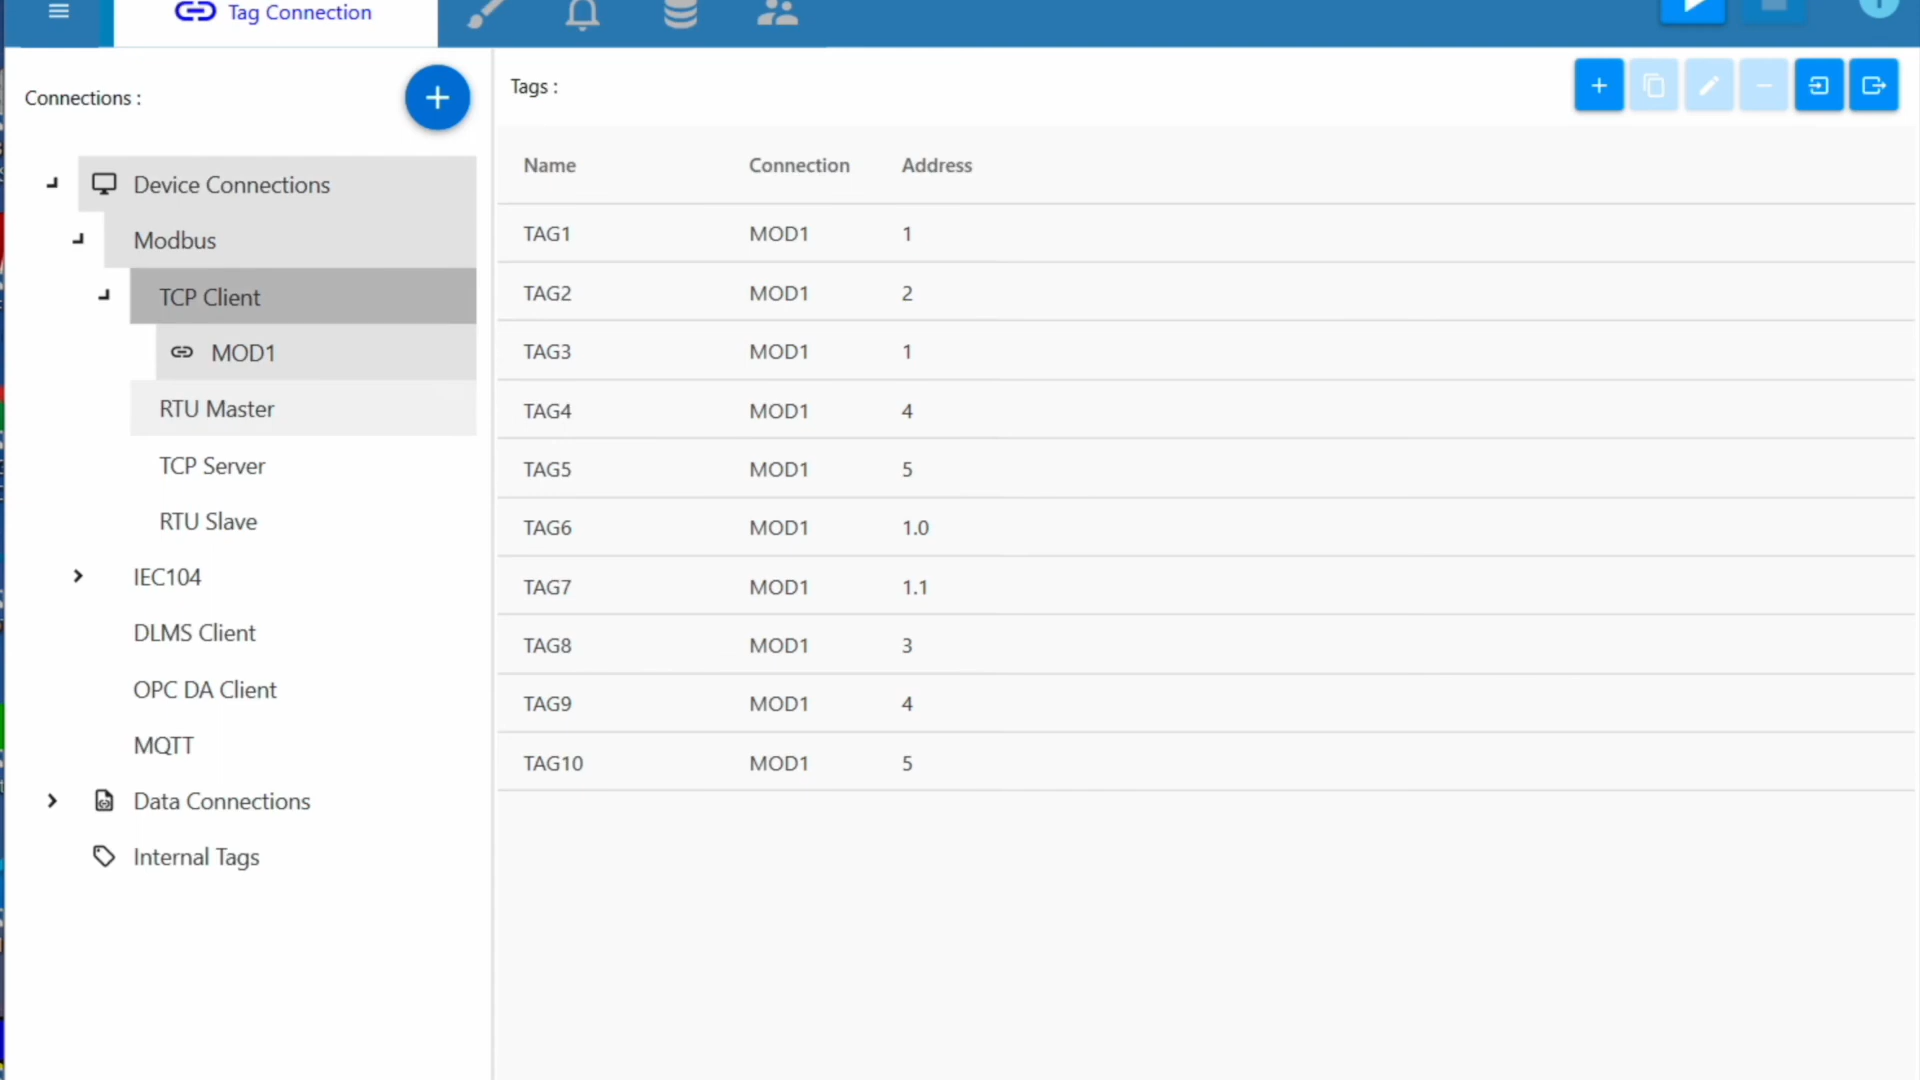 Tag Connection
Connections :
Device Connections
Modbus
TCP Client
MOD1
RTU Master
TCP Server
RTU Slave
IEC104
DLMS Client
OPC DA Client
MQTT
Data Connections
Internal Tags
Tags :
Name Connection Address
TAG1 MOD1 1
TAG2 MOD1 2
TAG3 MOD1 1
TAG4 MOD1 4
TAG5 MOD1 5
TAG6 MOD1 1.0
TAG7 MOD1 1.1
TAG8 MOD1 3
TAG9 MOD1 4
TAG10 MOD1 5